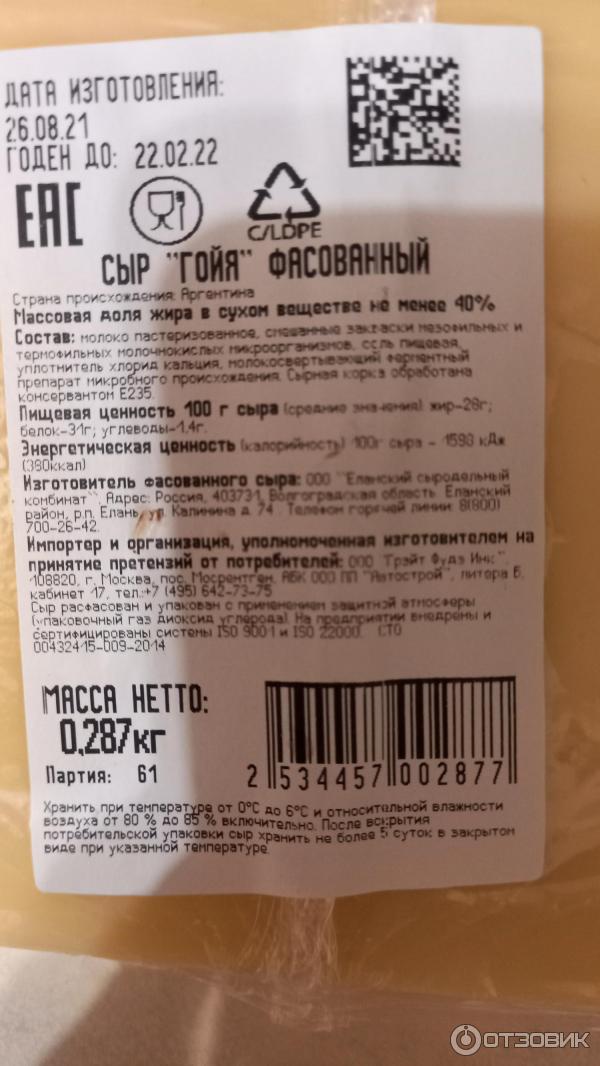 ДАТА ИЗГОТОВЛЕНИЯ:
26.08.21
ГОДЕН ДО: 22.02.22
ЕАС
C/LDPE
СЫР "ГОЙЯ" ФАСОВАННЫЙ
Страна происхождения: Аргентина
Массовая доля жира в сухом веществе не менее 40%
Состав: молоко пастеризованное, смешанные закваски мезофильных и
термофильных молочнокислых микроорганизмов, соль пищевая,
уплотнитель хлорид кальция, молокосвертывающий ферментный
препарат микробного происхождения. Сырная корка обработана
консервантом Е235.
Пищевая ценность 100 г сыра (средние значения): жир-28г;
белок-31г; углеводы-1,4г.
Энергетическая ценность (калорийность) 100г сыра - 1593 кДж
(380ккал)
Изготовитель фасованного сыра: ООО "Еланский сыродельный
комбинат". Адрес: Россия, 403731, Волгоградская область, Еланский
район, р.п. Елань, ул. Калинина д. 74 . Телефон горячей линии: 8(800)
700-26-42.
Импортер и организация, уполномоченная изготовителем на
принятие претензий от потребителей: ООО "Грэйт Фудз Инк",
108820, г. Москва, пос. Мосрентген, АБК ООО ПП "Автострой", литера Б,
кабинет 17, тел.:+7 (495) 642-73-75
Сыр расфасован и упакован с применением защитной атмосферы
(упаковочный газ диоксид углерода). На предприятии внедрены и
сертифицированы системы ISO 9001 и ISO 22000. СТО
00432415-009-2014
МАССА НЕТТО:
0,287кг
Партия: 61
2 534457 002877
Хранить при температуре от 0°С до 6°С и относительной влажности
воздуха от 80 % до 85 % включительно. После вскрытия
потребительской упаковки сыр хранить не более 5 суток в закрытом
виде при указанной температуре.
ОТЗОВИК